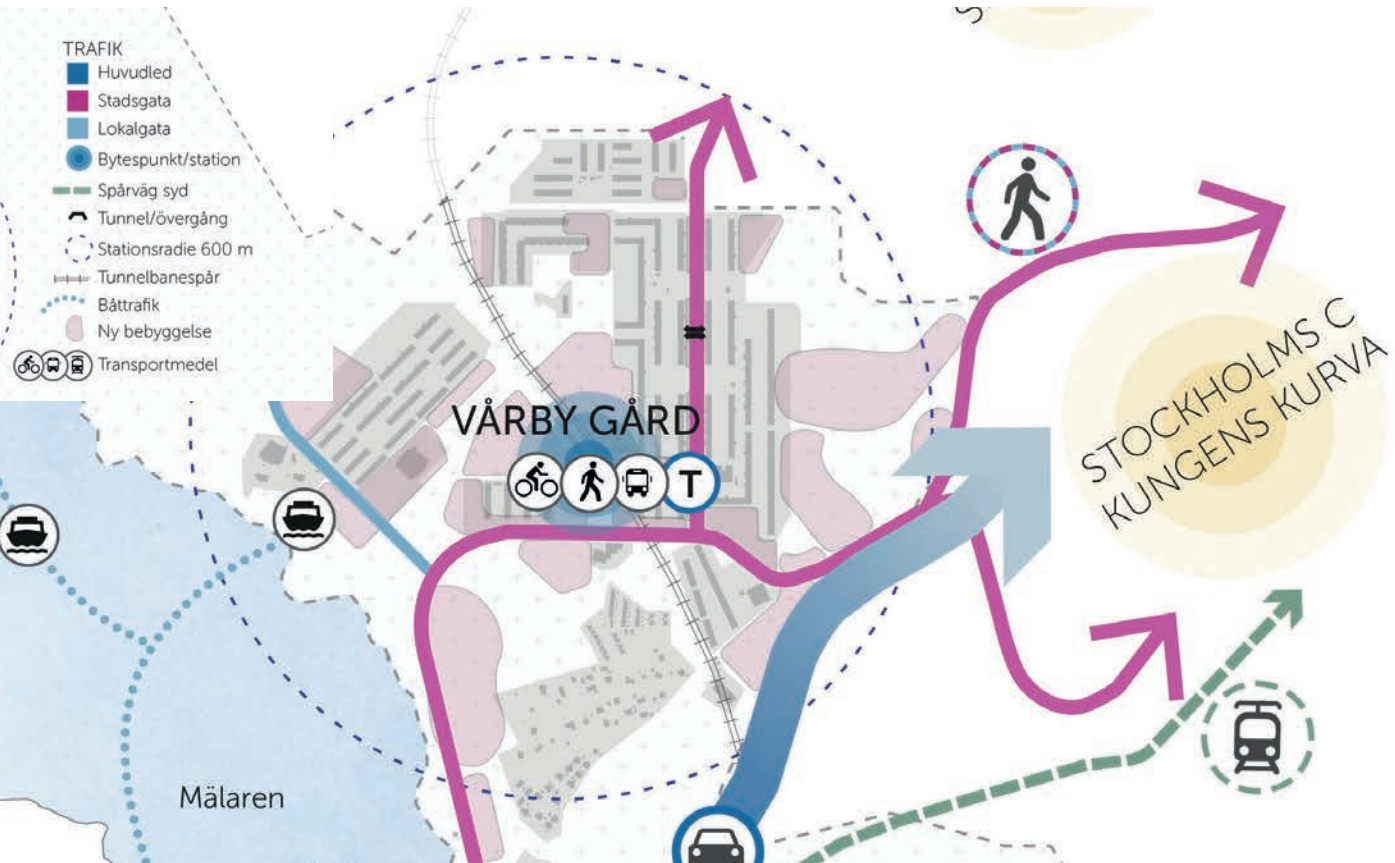 TRAFIK
Huvudled
Stadsgata
Lokalgata
Bytespunkt/station
Spårväg syd
Tunnel/övergång
Stationsradie 600 m
Tunnelbanespår
Båttrafik
Ny bebyggelse
Transportmedel
VÅRBY GÅRD
T
STOCKHOLMS C
KUNGENS KURVA
Mälaren